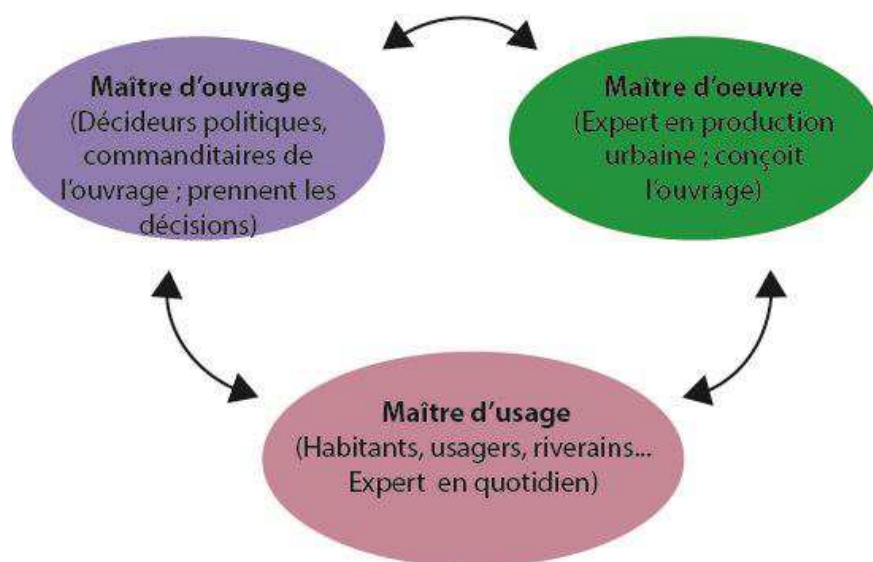 Maître d'ouvrage
(Décideurs politiques,
commanditaires de
l'ouvrage ; prennent les
décisions)
Maître d'oeuvre
(Expert en production
urbaine ; conçoit
l'ouvrage)
Maître d'usage
(Habitants, usagers, riverains...
Expert en quotidien)